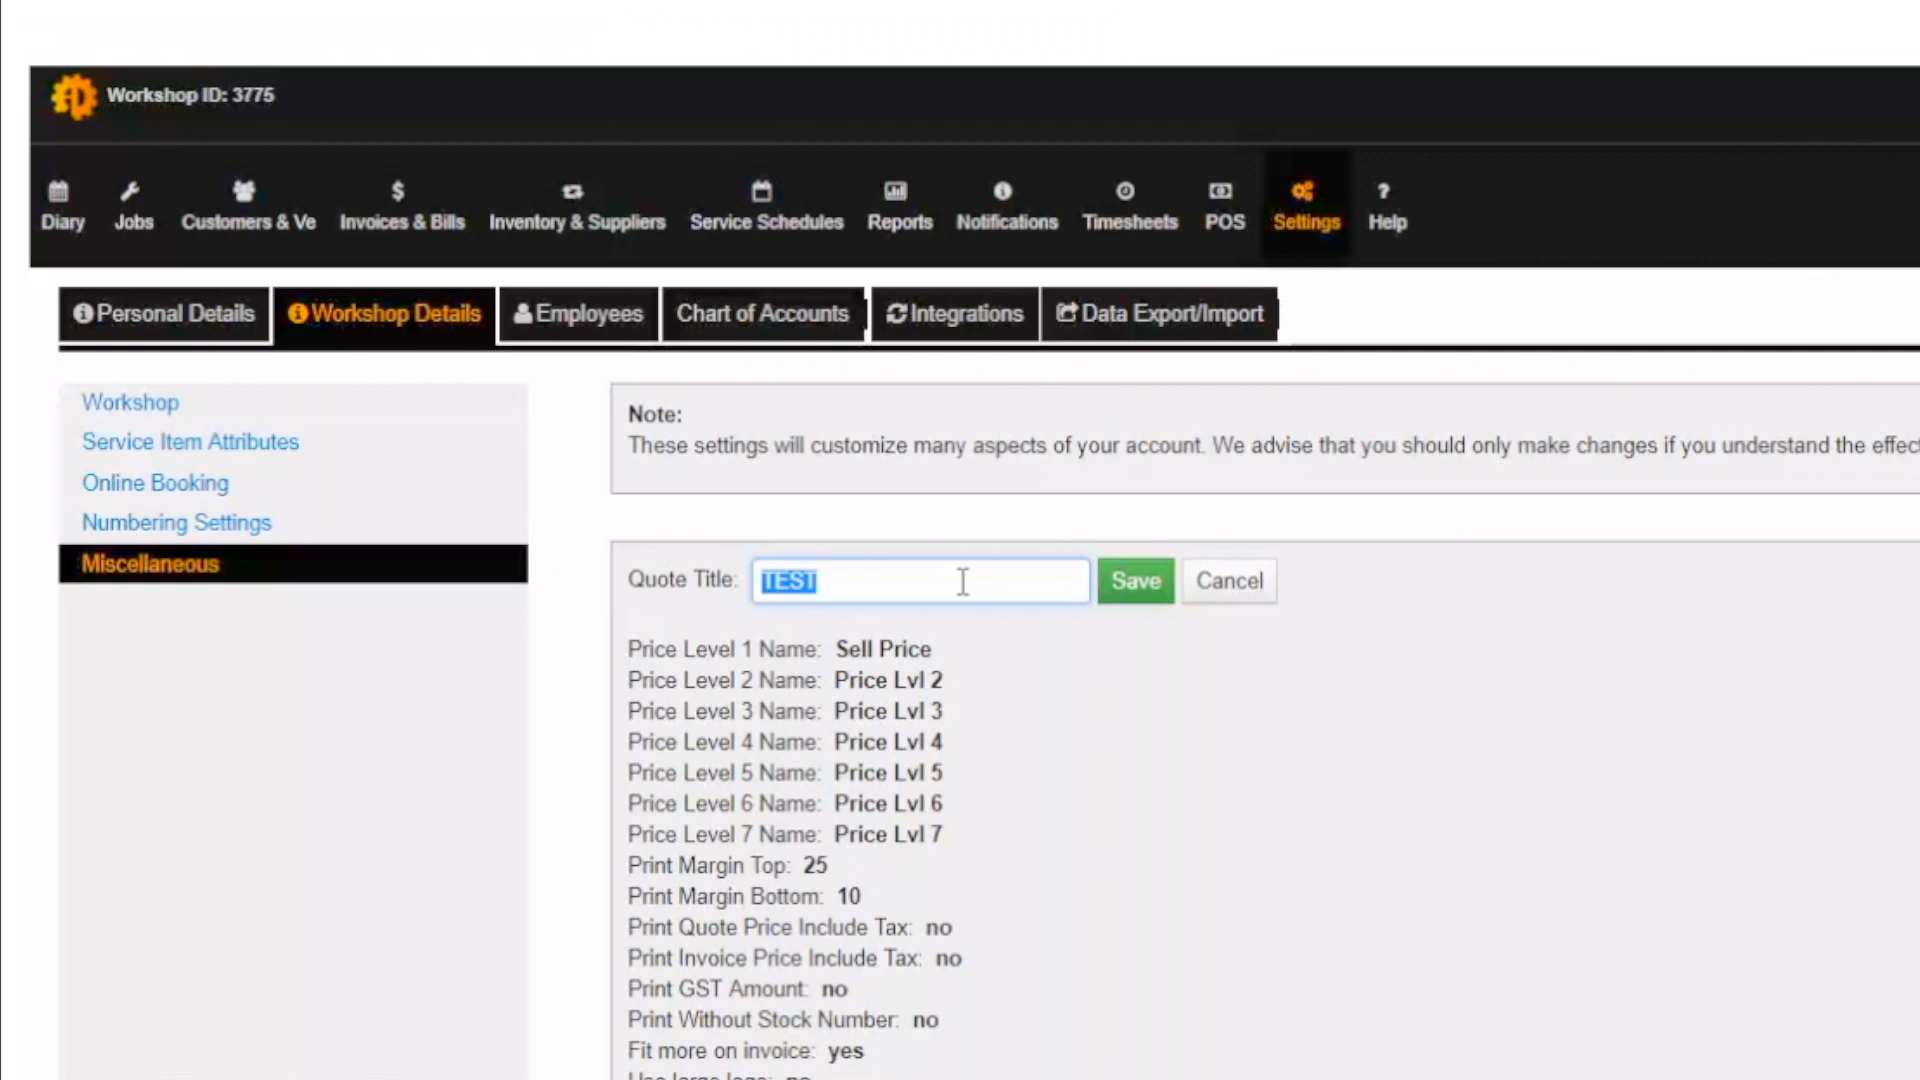 Workshop ID: 3775
Diary Jobs Customers & Ve Invoices & Bills Inventory & Suppliers Service Schedules Reports Notifications Timesheets POS Settings Help
Personal Details Workshop Details Employees Chart of Accounts Integrations Data Export/Import
Workshop
Service Item Attributes
Online Booking
Numbering Settings
Miscellaneous
Note:
These settings will customize many aspects of your account. We advise that you should only make changes if you understand the effec
Quote Title: TEST Save Cancel
Price Level 1 Name: Sell Price
Price Level 2 Name: Price Lvl 2
Price Level 3 Name: Price Lvl 3
Price Level 4 Name: Price Lvl 4
Price Level 5 Name: Price Lvl 5
Price Level 6 Name: Price Lvl 6
Price Level 7 Name: Price Lvl 7
Print Margin Top: 25
Print Margin Bottom: 10
Print Quote Price Include Tax: no
Print Invoice Price Include Tax: no
Print GST Amount: no
Print Without Stock Number: no
Fit more on invoice: yes